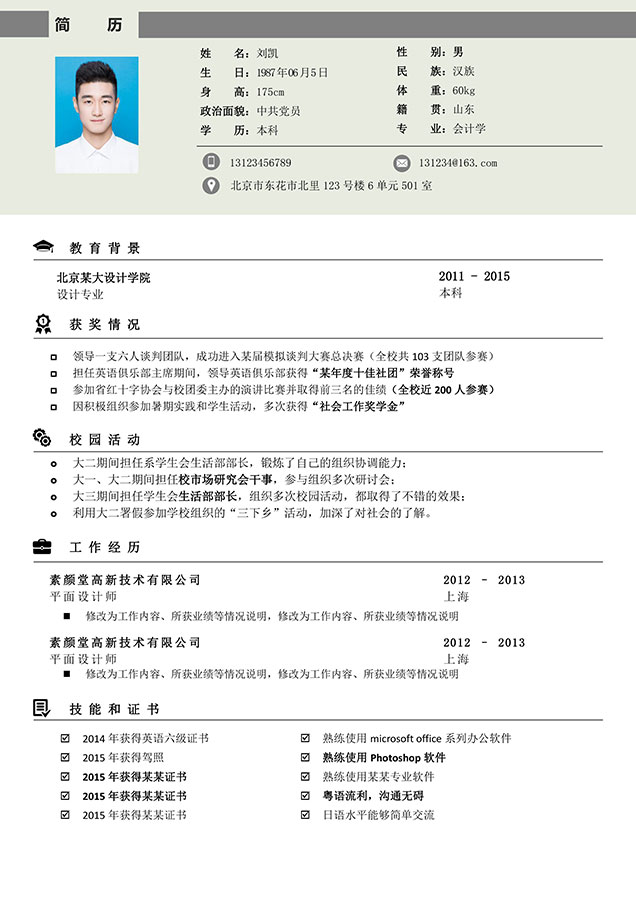 简 历
姓 名：刘凯
性 别：男
生 日：1987年06月5日
民 族：汉族
身 高：175cm
体 重：60kg
政治面貌：中共党员
籍 贯：山东
学 历：本科
专 业：会计学
13123456789
131234@163.com
北京市东花市北里 123 号楼 6 单元 501 室
教育背景
北京某大设计学院 2011 - 2015
设计专业 本科
获奖情况
领导一支六人谈判团队，成功进入某届模拟谈判大赛总决赛（全校共 103 支团队参赛）
担任英语俱乐部主席期间，领导英语俱乐部获得“某年度十佳社团”荣誉称号
参加省红十字协会与校团委主办的演讲比赛并取得前三名的佳绩（全校近 200 人参赛）
因积极组织参加暑期实践和学生活动，多次获得“社会工作奖学金”
校园活动
大二期间担任系学生会生活部部长，锻炼了自己的组织协调能力；
大一、大二期间担任校市场研究会干事，参与组织多次研讨会；
大三期间担任学生会生活部部长，组织多次校园活动，都取得了不错的效果；
利用大二署假参加学校组织的“三下乡”活动，加深了对社会的了解。
工作经历
素颜堂高新技术有限公司 2012 - 2013
平面设计师 上海
修改为工作内容、所获业绩等情况说明，修改为工作内容、所获业绩等情况说明
素颜堂高新技术有限公司 2012 - 2013
平面设计师 上海
修改为工作内容、所获业绩等情况说明，修改为工作内容、所获业绩等情况说明
技能和证书
2014 年获得英语六级证书
熟练使用 microsoft office 系列办公软件
2015 年获得驾照
熟练使用 Photoshop 软件
2015 年获得某某证书
熟练使用某某专业软件
2015 年获得某某证书
粤语流利，沟通无碍
2015 年获得某某证书
日语水平能够简单交流